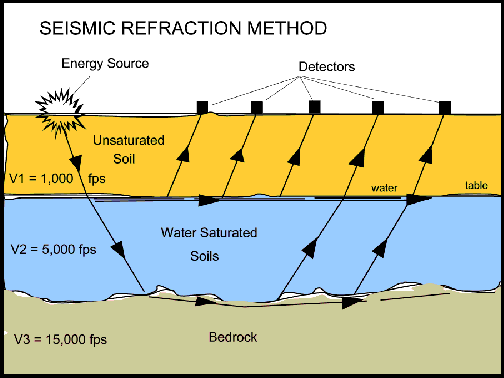 SEISMIC REFRACTION METHOD
Energy Source
Detectors
Unsaturated
Soil
V1 = 1,000 fps
water table
Water Saturated
Soils
V2 = 5,000 fps
Bedrock
V3 = 15,000 fps